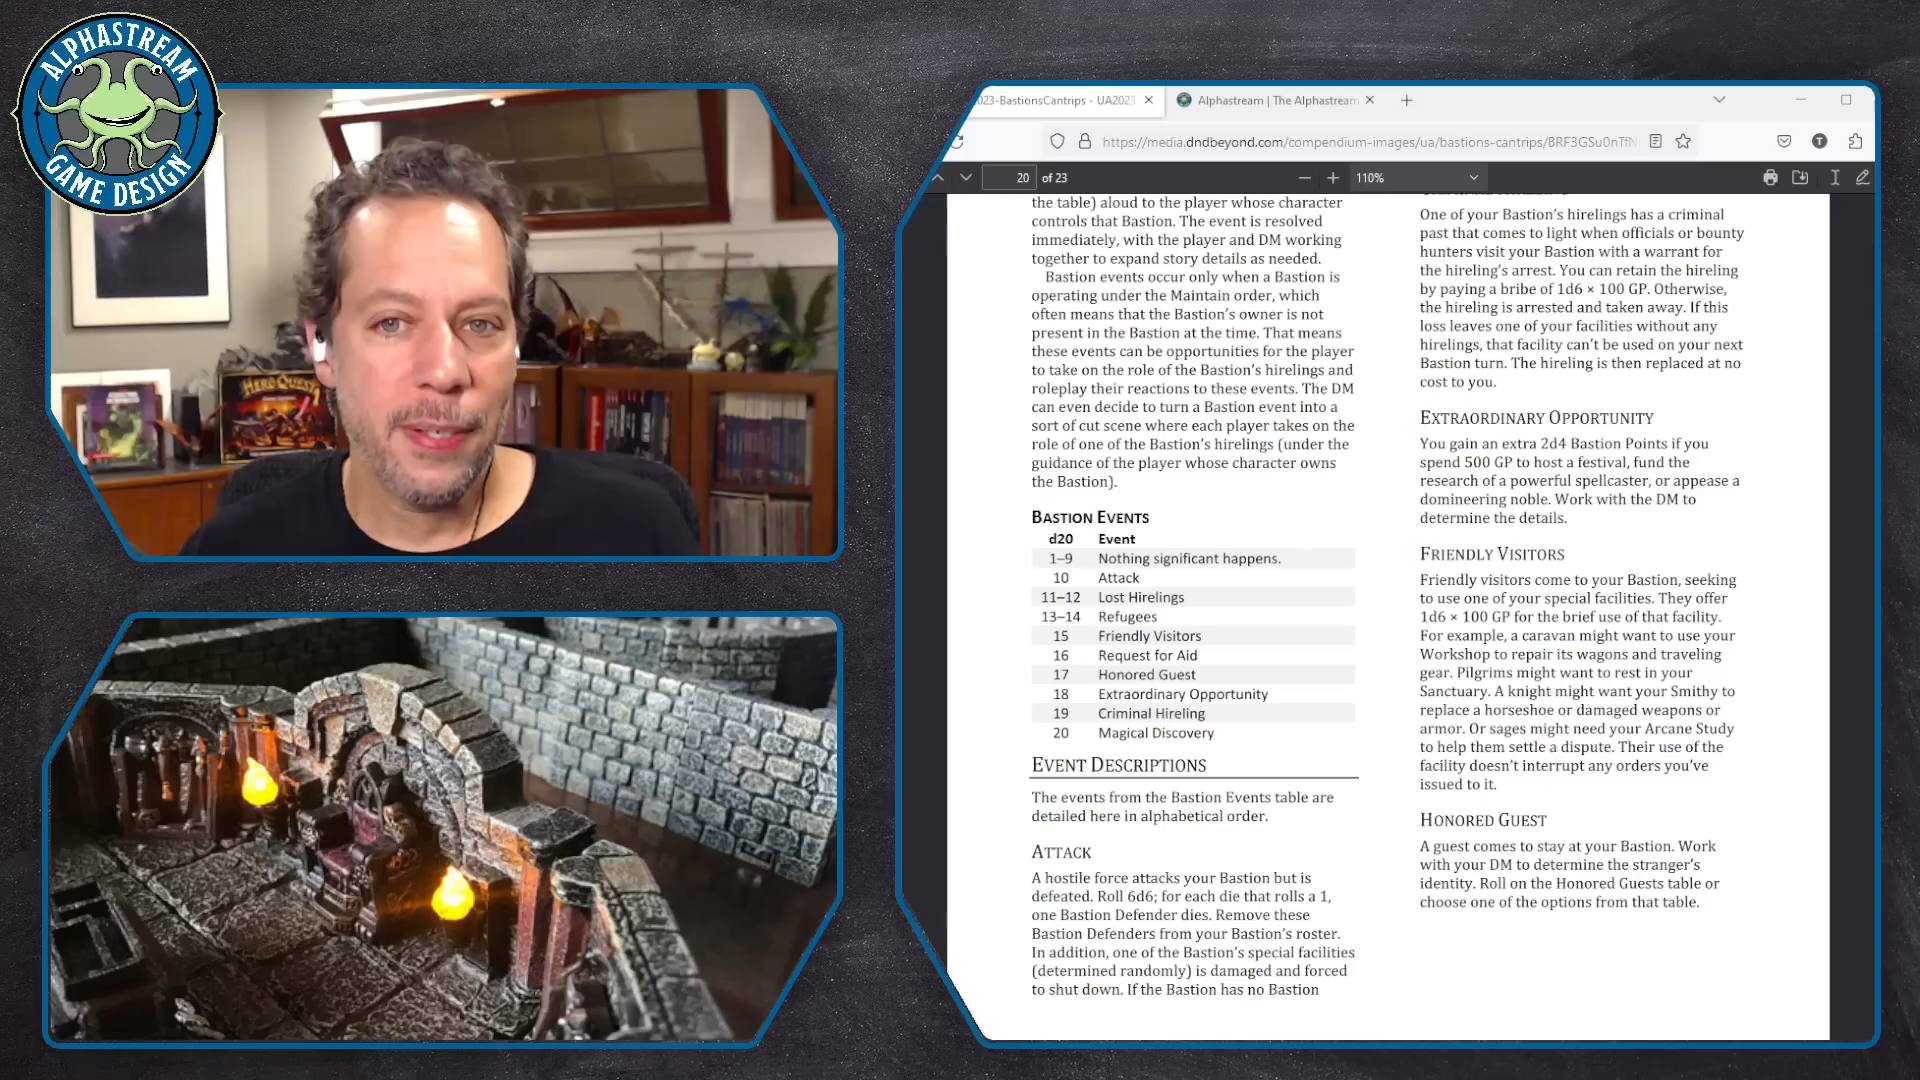 ALPHASTREAM
GAME DESIGN
HEROQUEST
023-BastionsCantrips - UA2023
Alphastream | The Alphastream
https://media.dndbeyond.com/compendium-images/ua/bastions-cantrips/BRF3GSu0nTfN
T
20 of 23
110%
the table) aloud to the player whose character
controls that Bastion. The event is resolved
immediately, with the player and DM working
together to expand story details as needed.
Bastion events occur only when a Bastion is
operating under the Maintain order, which
often means that the Bastion's owner is not
present in the Bastion at the time. That means
these events can be opportunities for the player
to take on the role of the Bastion's hirelings and
roleplay their reactions to these events. The DM
can even decide to turn a Bastion event into a
sort of cut scene where each player takes on the
role of one of the Bastion's hirelings (under the
guidance of the player whose character owns
the Bastion).
BASTION EVENTS
d20 Event
1–9 Nothing significant happens.
10 Attack
11–12 Lost Hirelings
13–14 Refugees
15 Friendly Visitors
16 Request for Aid
17 Honored Guest
18 Extraordinary Opportunity
19 Criminal Hireling
20 Magical Discovery
EVENT DESCRIPTIONS
The events from the Bastion Events table are
detailed here in alphabetical order.
ATTACK
A hostile force attacks your Bastion but is
defeated. Roll 6d6; for each die that rolls a 1,
one Bastion Defender dies. Remove these
Bastion Defenders from your Bastion's roster.
In addition, one of the Bastion's special facilities
(determined randomly) is damaged and forced
to shut down. If the Bastion has no Bastion
One of your Bastion's hirelings has a criminal
past that comes to light when officials or bounty
hunters visit your Bastion with a warrant for
the hireling's arrest. You can retain the hireling
by paying a bribe of 1d6 × 100 GP. Otherwise,
the hireling is arrested and taken away. If this
loss leaves one of your facilities without any
hirelings, that facility can't be used on your next
Bastion turn. The hireling is then replaced at no
cost to you.
EXTRAORDINARY OPPORTUNITY
You gain an extra 2d4 Bastion Points if you
spend 500 GP to host a festival, fund the
research of a powerful spellcaster, or appease a
domineering noble. Work with the DM to
determine the details.
FRIENDLY VISITORS
Friendly visitors come to your Bastion, seeking
to use one of your special facilities. They offer
1d6 × 100 GP for the brief use of that facility.
For example, a caravan might want to use your
Workshop to repair its wagons and traveling
gear. Pilgrims might want to rest in your
Sanctuary. A knight might want your Smithy to
replace a horseshoe or damaged weapons or
armor. Or sages might need your Arcane Study
to help them settle a dispute. Their use of the
facility doesn't interrupt any orders you've
issued to it.
HONORED GUEST
A guest comes to stay at your Bastion. Work
with your DM to determine the stranger's
identity. Roll on the Honored Guests table or
choose one of the options from that table.